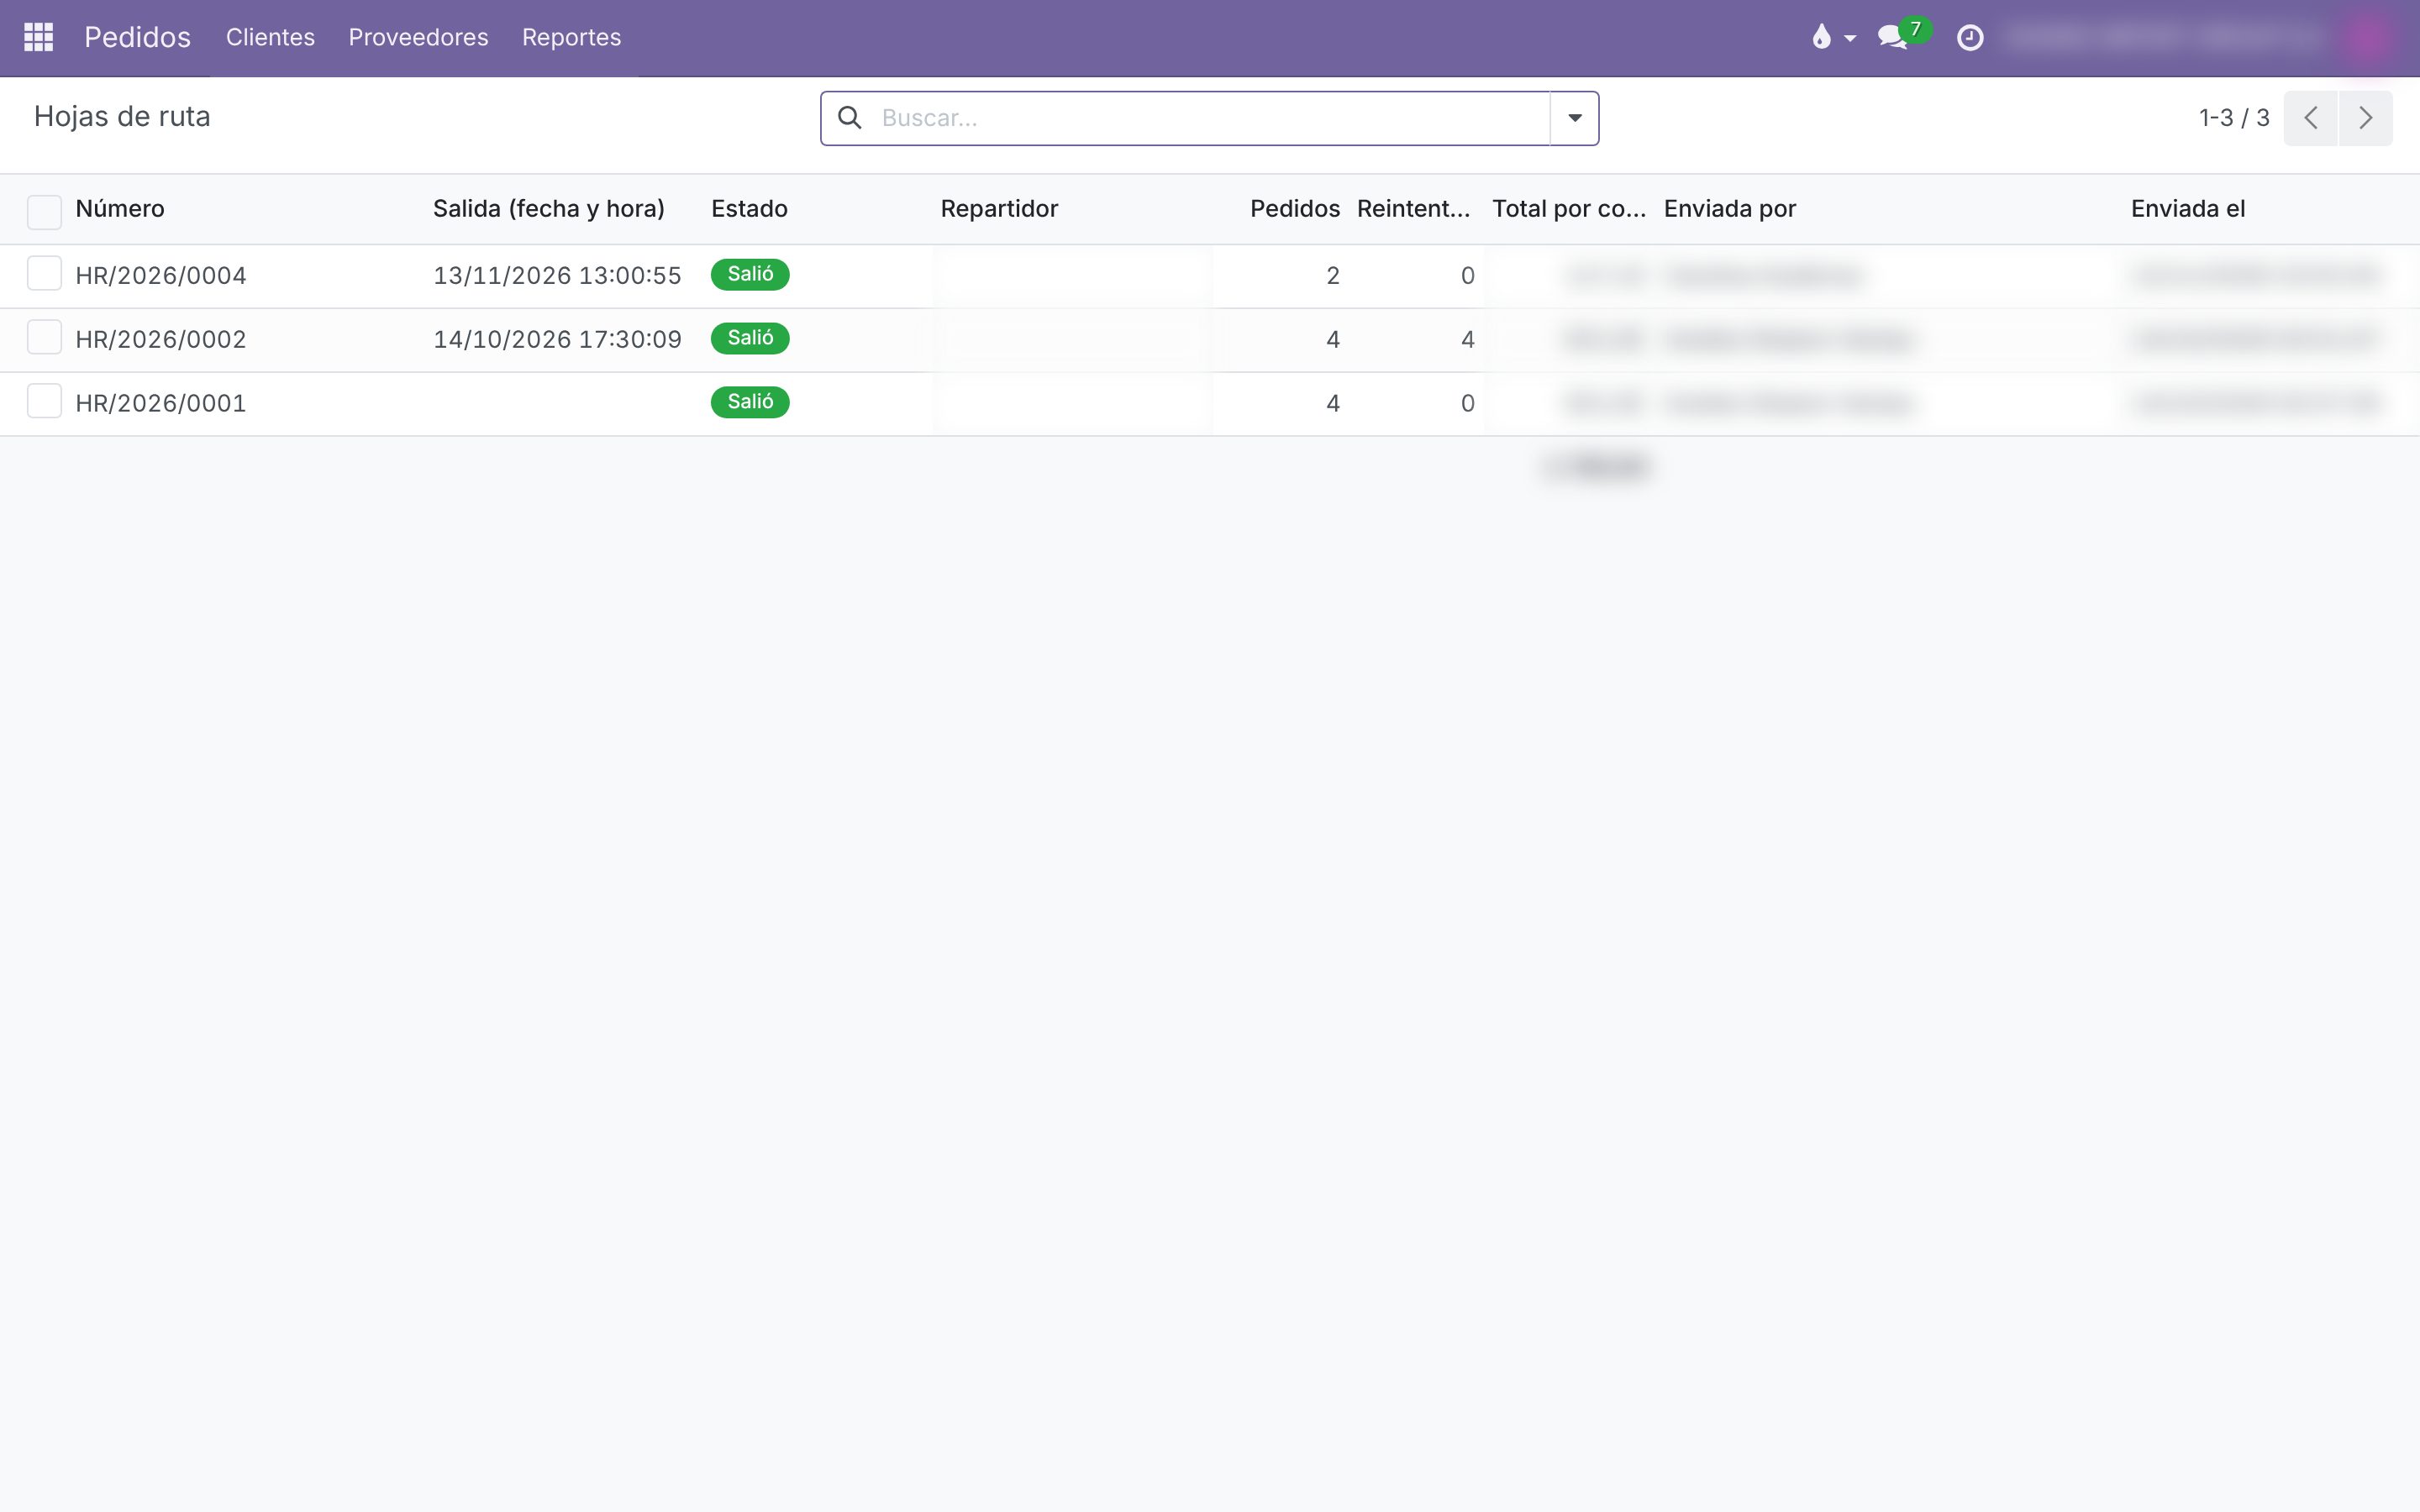 Pedidos Clientes Proveedores Reportes 7
Hojas de ruta Buscar... 1-3 / 3
Número Salida (fecha y hora) Estado Repartidor Pedidos Reintent... Total por co... Enviada por Enviada el
HR/2026/0004 13/11/2026 13:00:55 Salió 2 0
HR/2026/0002 14/10/2026 17:30:09 Salió 4 4
HR/2026/0001 Salió 4 0